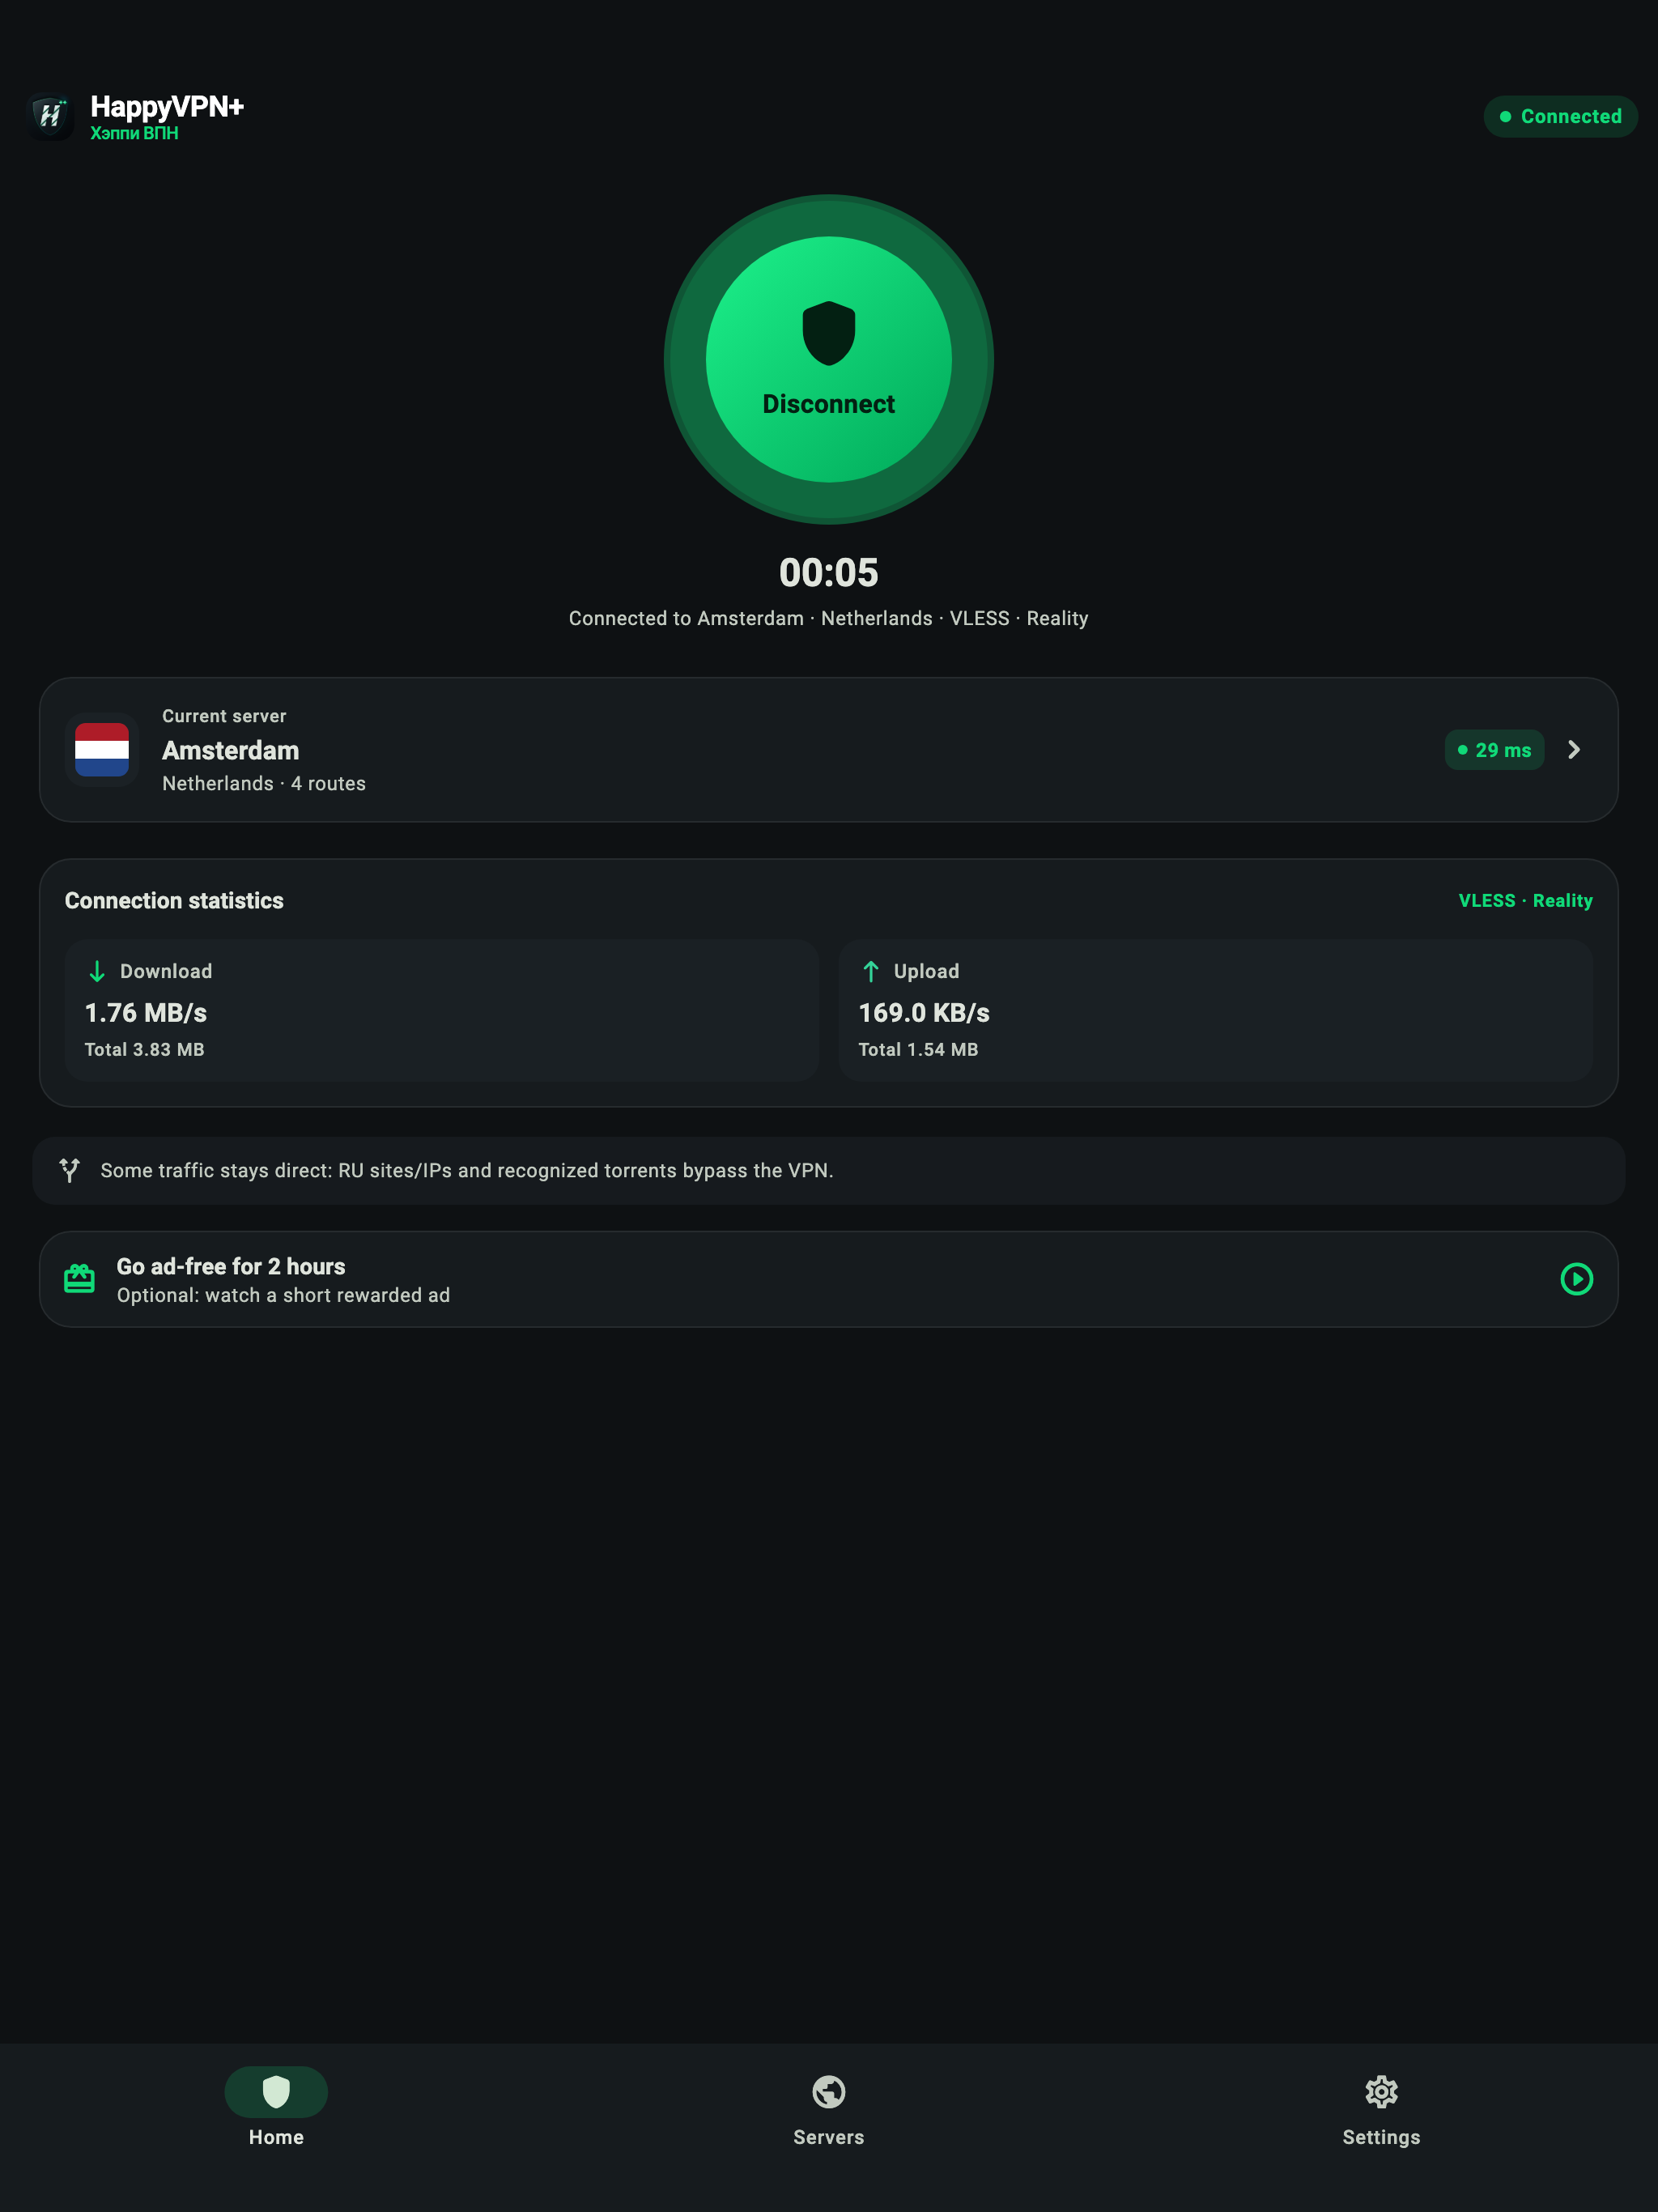 HappyVPN+
Хэппи ВПН
Connected
Disconnect
00:05
Connected to Amsterdam · Netherlands · VLESS · Reality
Current server
Amsterdam
Netherlands · 4 routes
29 ms
Connection statistics
VLESS · Reality
Download
1.76 MB/s
Total 3.83 MB
Upload
169.0 KB/s
Total 1.54 MB
Some traffic stays direct: RU sites/IPs and recognized torrents bypass the VPN.
Go ad-free for 2 hours
Optional: watch a short rewarded ad
Home
Servers
Settings